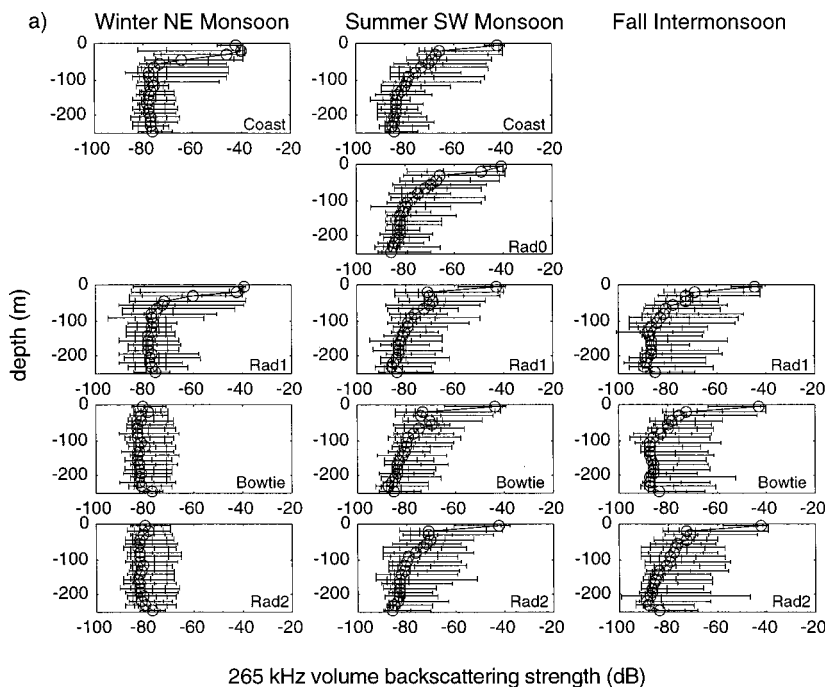 a) Winter NE Monsoon Summer SW Monsoon Fall Intermonsoon
0 0
-100 -100
-200 -200
Coast Coast
-100 -80 -60 -40 -20 -100 -80 -60 -40 -20
0
-100
-200
Rad0
-100 -80 -60 -40 -20
depth (m)
0 0 0
-100 -100 -100
-200 -200 -200
Rad1 Rad1 Rad1
-100 -80 -60 -40 -20 -100 -80 -60 -40 -20 -100 -80 -60 -40 -20
0 0 0
-100 -100 -100
-200 -200 -200
Bowtie Bowtie Bowtie
-100 -80 -60 -40 -20 -100 -80 -60 -40 -20 -100 -80 -60 -40 -20
0 0 0
-100 -100 -100
-200 -200 -200
Rad2 Rad2 Rad2
-100 -80 -60 -40 -20 -100 -80 -60 -40 -20 -100 -80 -60 -40 -20
265 kHz volume backscattering strength (dB)